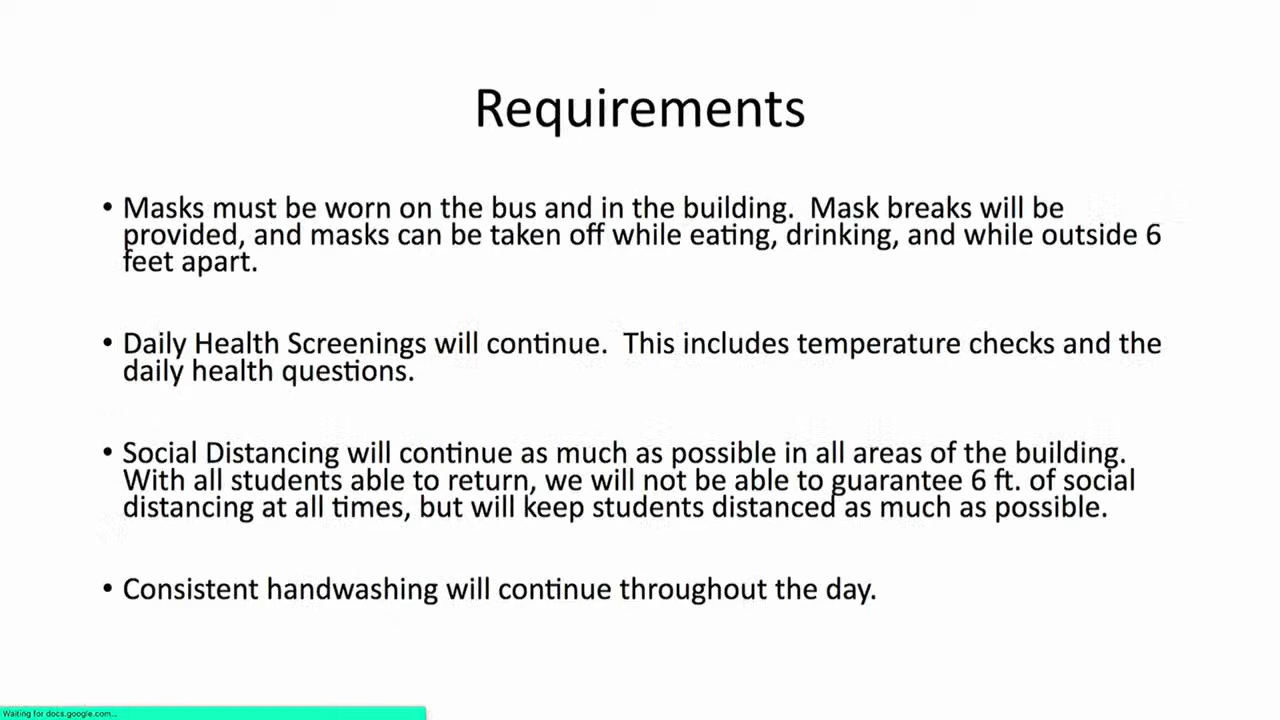 Requirements
• Masks must be worn on the bus and in the building.  Mask breaks will be
provided, and masks can be taken off while eating, drinking, and while outside 6
feet apart.
• Daily Health Screenings will continue.  This includes temperature checks and the
daily health questions.
• Social Distancing will continue as much as possible in all areas of the building.
With all students able to return, we will not be able to guarantee 6 ft. of social
distancing at all times, but will keep students distanced as much as possible.
• Consistent handwashing will continue throughout the day.
Waiting for docs.google.com...